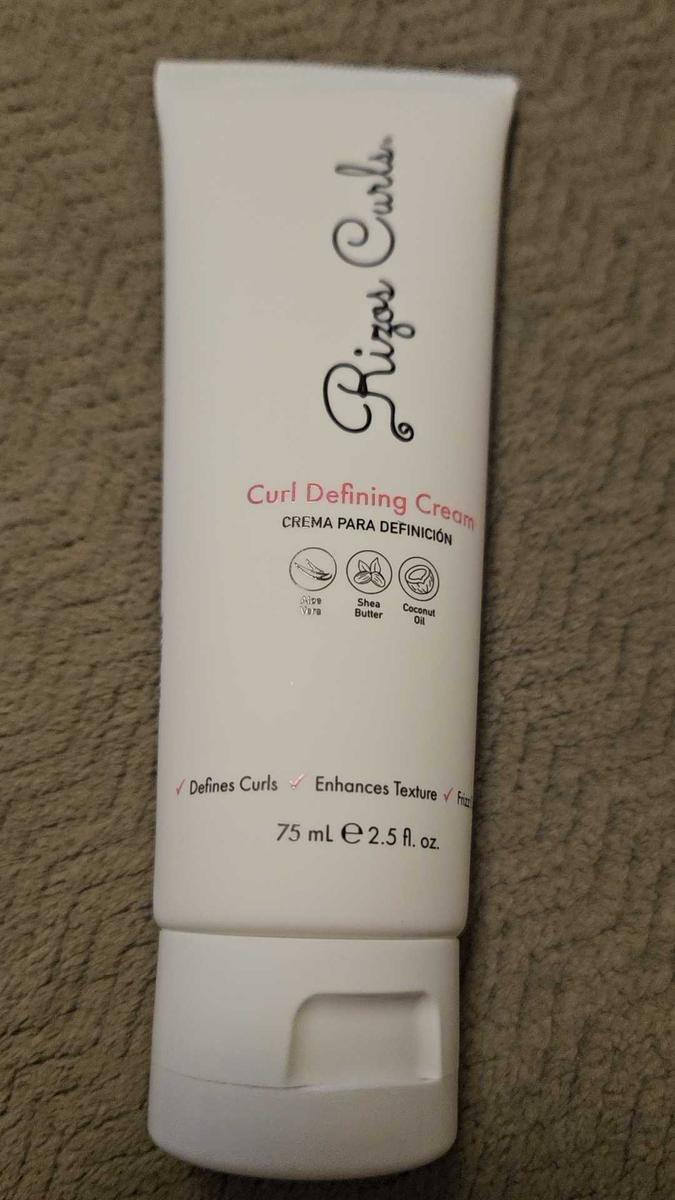 Rizos Curls
Curl Defining Cream
CREMA PARA DEFINICIÓN
Aloe Vera
Shea Butter
Coconut Oil
✓ Defines Curls ✓ Enhances Texture ✓
75 mL ℮ 2.5 fl. oz.